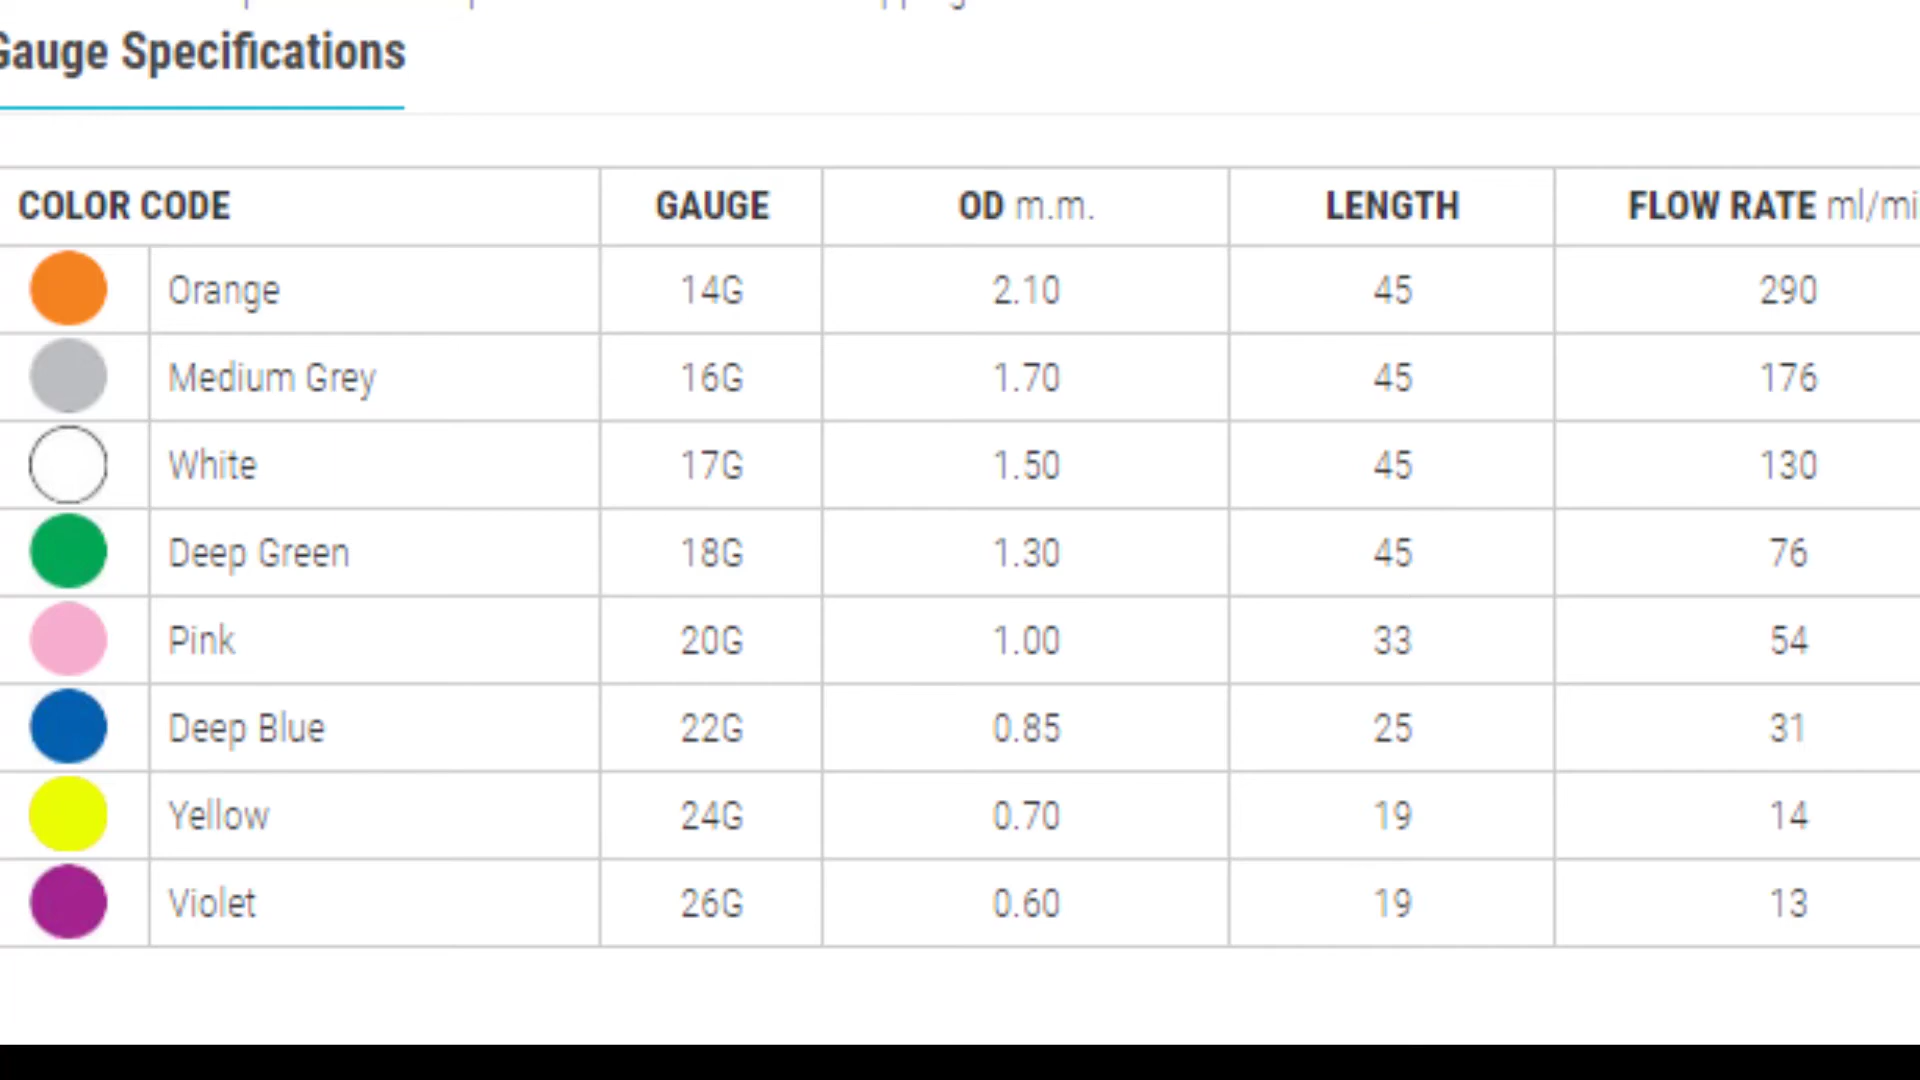 Gauge Specifications
COLOR CODE GAUGE OD m.m. LENGTH FLOW RATE ml/mi
Orange 14G 2.10 45 290
Medium Grey 16G 1.70 45 176
White 17G 1.50 45 130
Deep Green 18G 1.30 45 76
Pink 20G 1.00 33 54
Deep Blue 22G 0.85 25 31
Yellow 24G 0.70 19 14
Violet 26G 0.60 19 13